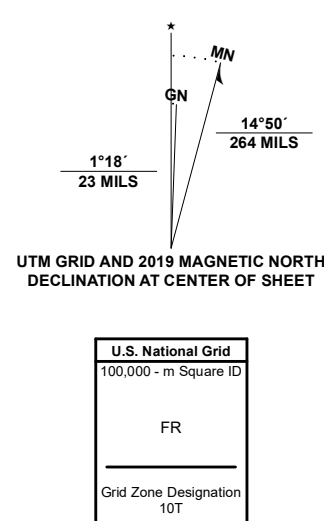 ★
MN
GN
14°50´
264 MILS
1°18´
23 MILS
UTM GRID AND 2019 MAGNETIC NORTH
DECLINATION AT CENTER OF SHEET
U.S. National Grid
100,000 - m Square ID
FR
Grid Zone Designation
10T